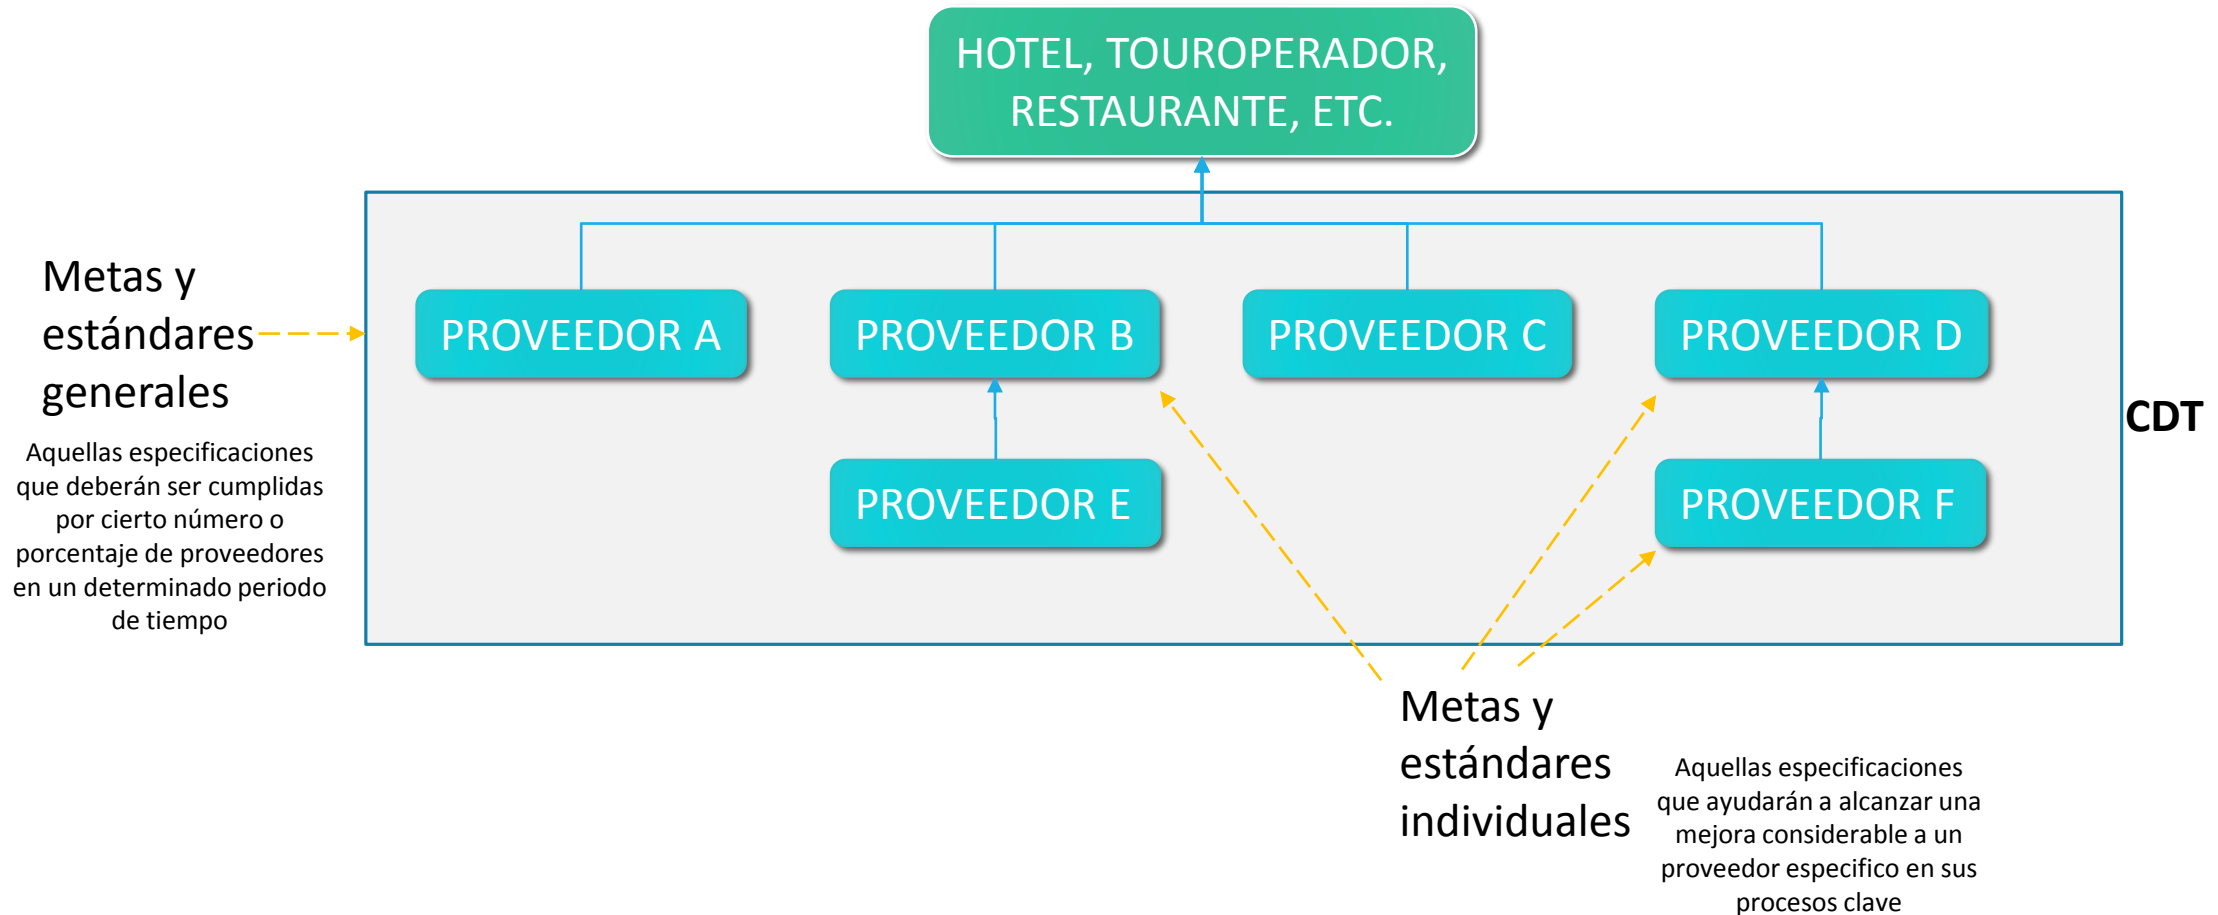 HOTEL, TOUROPERADOR,
RESTAURANTE, ETC.
Metas y
estándares
generales
Aquellas especificaciones
que deberán ser cumplidas
por cierto número o
porcentaje de proveedores
en un determinado periodo
de tiempo
PROVEEDOR A
PROVEEDOR B
PROVEEDOR C
PROVEEDOR D
CDT
PROVEEDOR E
PROVEEDOR F
Metas y
estándares
individuales
Aquellas especificaciones
que ayudarán a alcanzar una
mejora considerable a un
proveedor especifico en sus
procesos clave